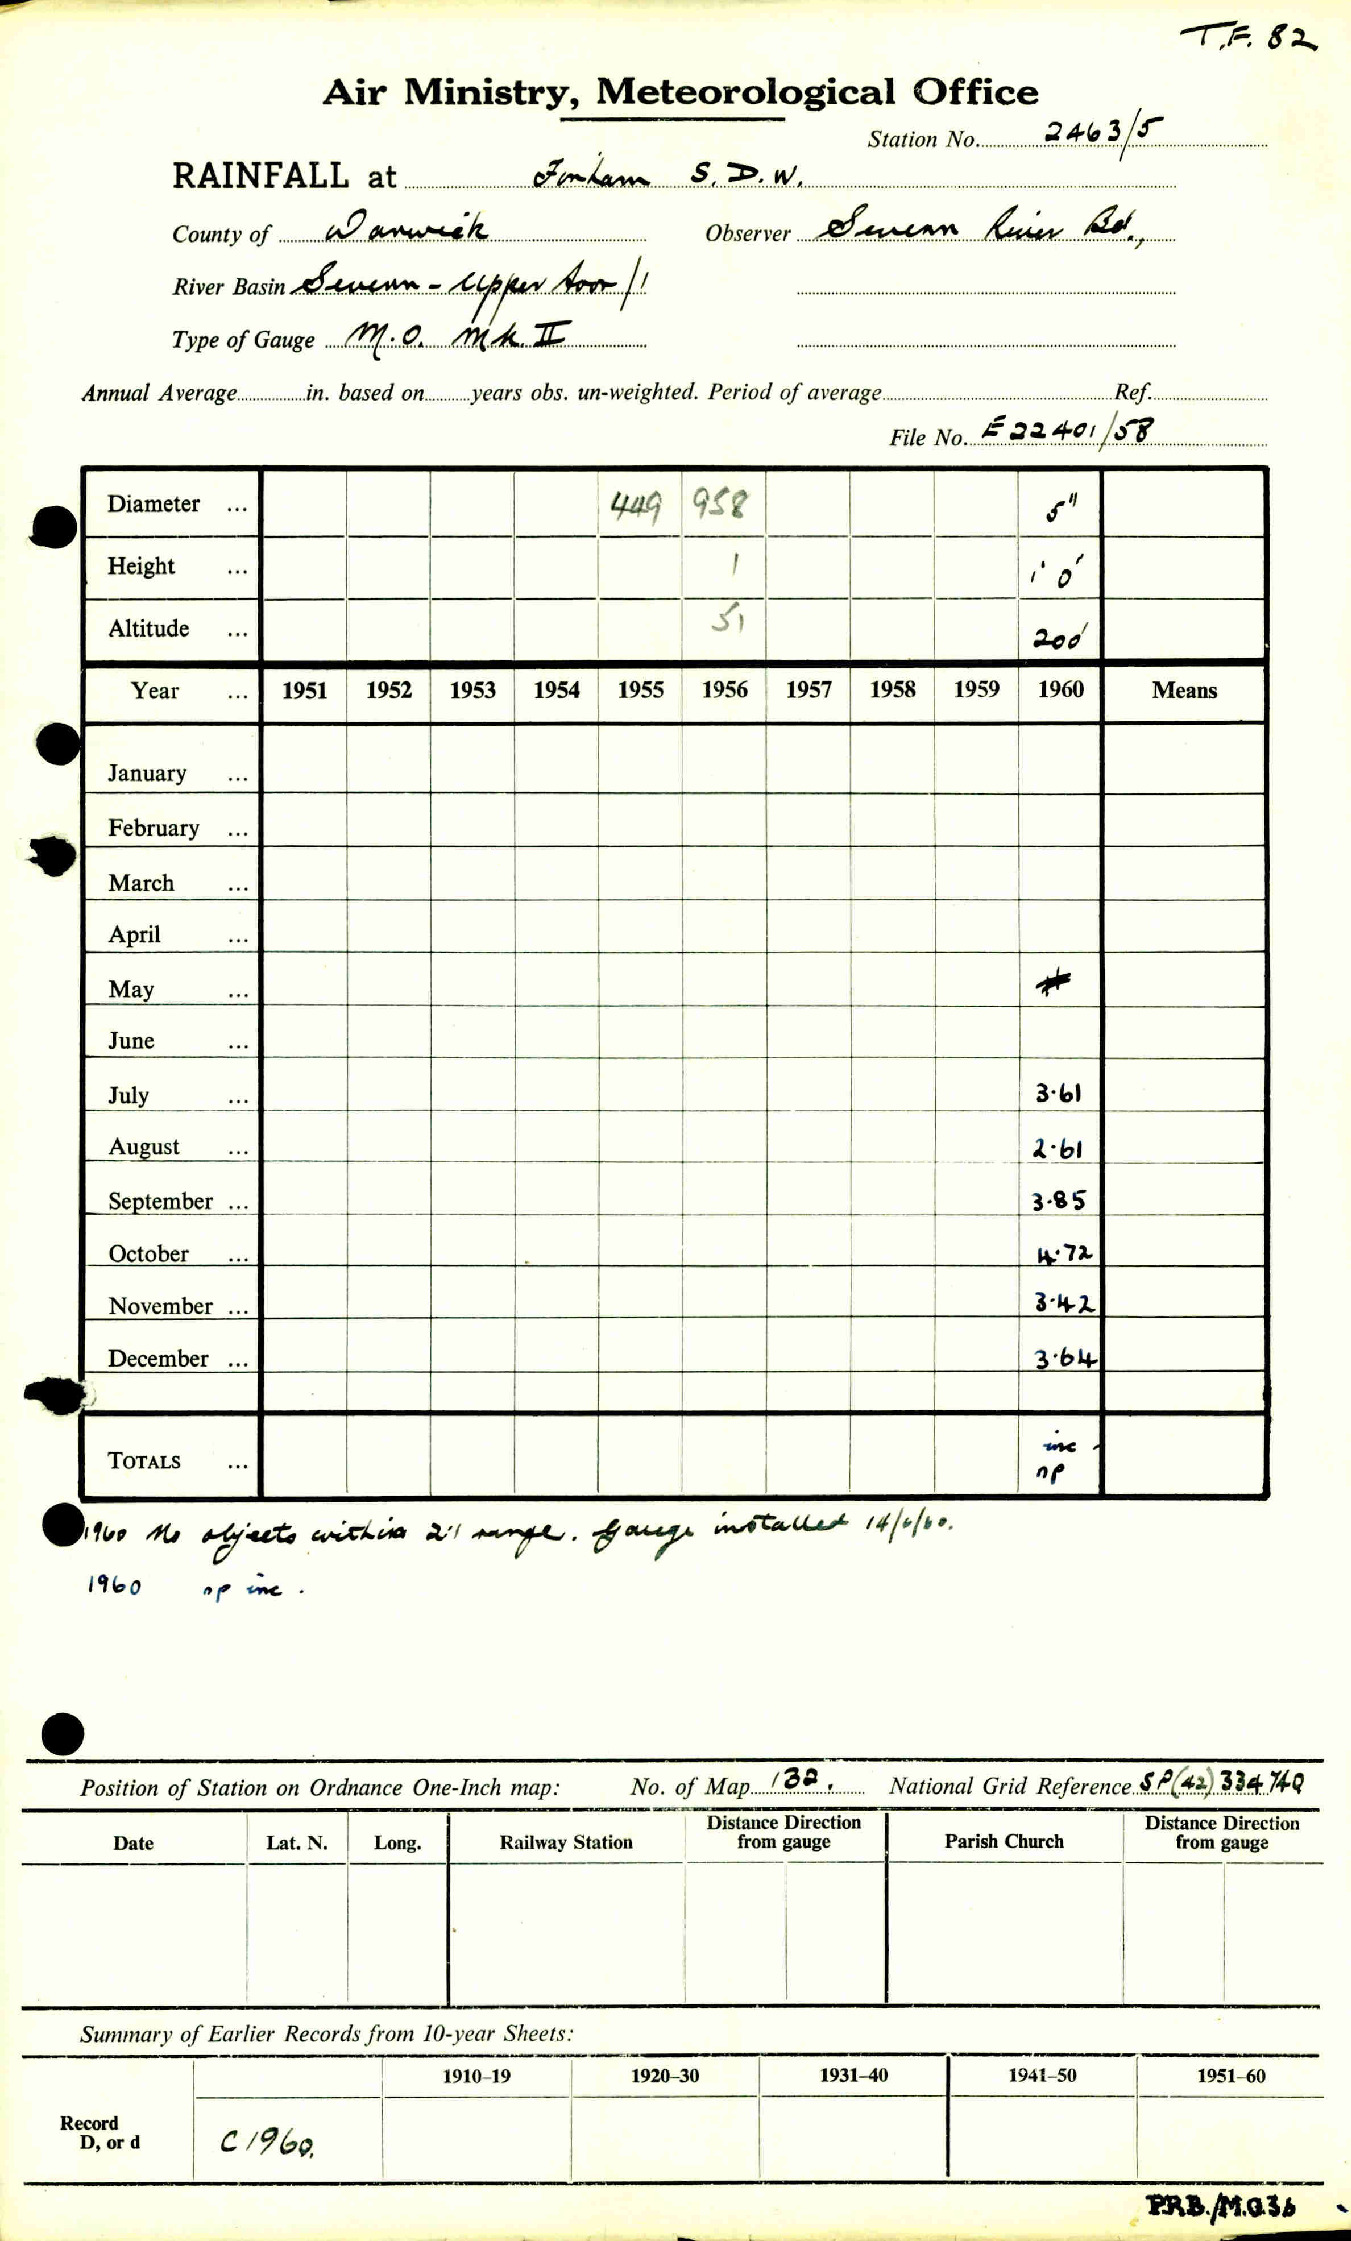 T.F. 82
Air Ministry, Meteorological Office
Station No. 2463/5
RAINFALL at Finham S.D.W.
County of Warwick Observer Severn River Bd.,
River Basin Severn - Upper Avon/1
Type of Gauge M.O. Mk. II
Annual Average in. based on years obs. un-weighted. Period of average Ref.
File No. E22401/58
Diameter ... 449 958 5"
Height ... 1 1' 0"
Altitude ... 51 200'
Year ... 1951 1952 1953 1954 1955 1956 1957 1958 1959 1960 Means
January ...
February ...
March ...
April ...
May ...
June ...
July ... 3.61
August ... 2.61
September ... 3.85
October ... 4.72
November ... 3.42
December ... 3.64
TOTALS ... inc
np
1960 No objects within 2:1 range. Gauge installed 14/6/60.
1960 np inc.
Position of Station on Ordnance One-Inch map: No. of Map 132. National Grid Reference SP(42) 334740
Date Lat. N. Long. Railway Station Distance Direction from gauge Parish Church Distance Direction from gauge
Summary of Earlier Records from 10-year Sheets:
1910–19 1920–30 1931–40 1941–50 1951–60
Record
D, or d C1960.
P.R.B./M.O.36